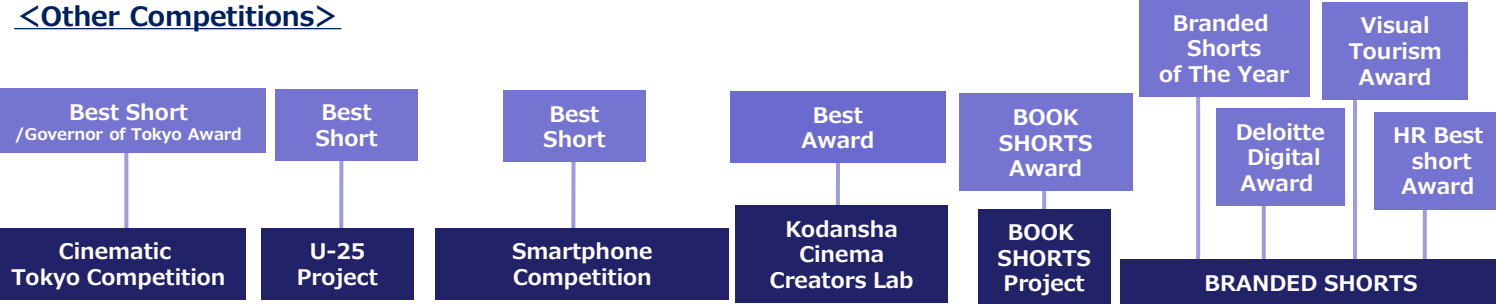 <Other Competitions>
Best Short
/Governor of Tokyo Award
Cinematic
Tokyo Competition
Best
Short
U-25
Project
Best
Short
Smartphone
Competition
Best
Award
Kodansha
Cinema
Creators Lab
BOOK
SHORTS
Award
BOOK
SHORTS
Project
Branded
Shorts
of The Year
Deloitte
Digital
Award
Visual
Tourism
Award
HR Best
short
Award
BRANDED SHORTS